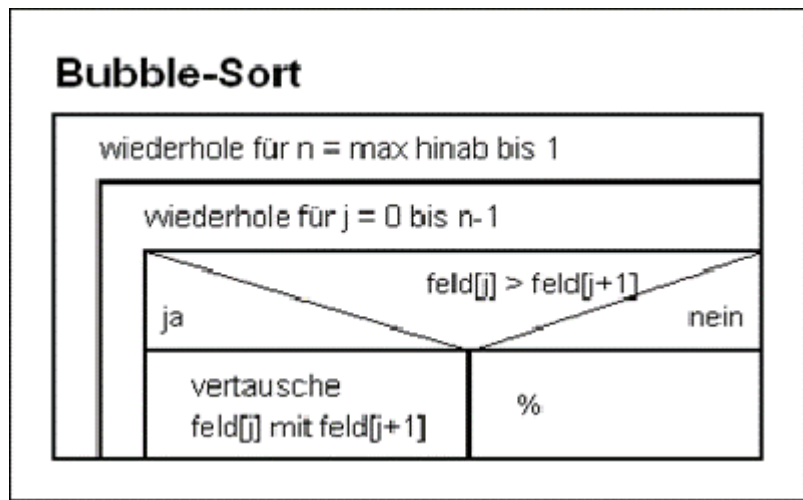 Bubble-Sort
wiederhole für n = max hinab bis 1
wiederhole für j = 0 bis n-1
feld[j] > feld[j+1]
ja
nein
vertausche
feld[j] mit feld[j+1]
%